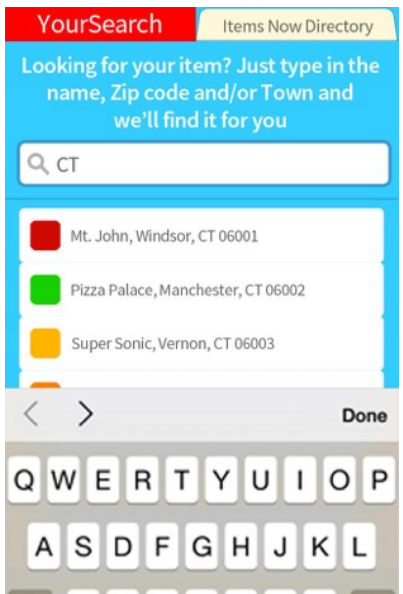 YourSearch
Items Now Directory
Looking for your item? Just type in the
name, Zip code and/or Town and
we'll find it for you
CT
Mt. John, Windsor, CT 06001
Pizza Palace, Manchester, CT 06002
Super Sonic, Vernon, CT 06003
Done
Q W E R T Y U I O P
A S D F G H J K L